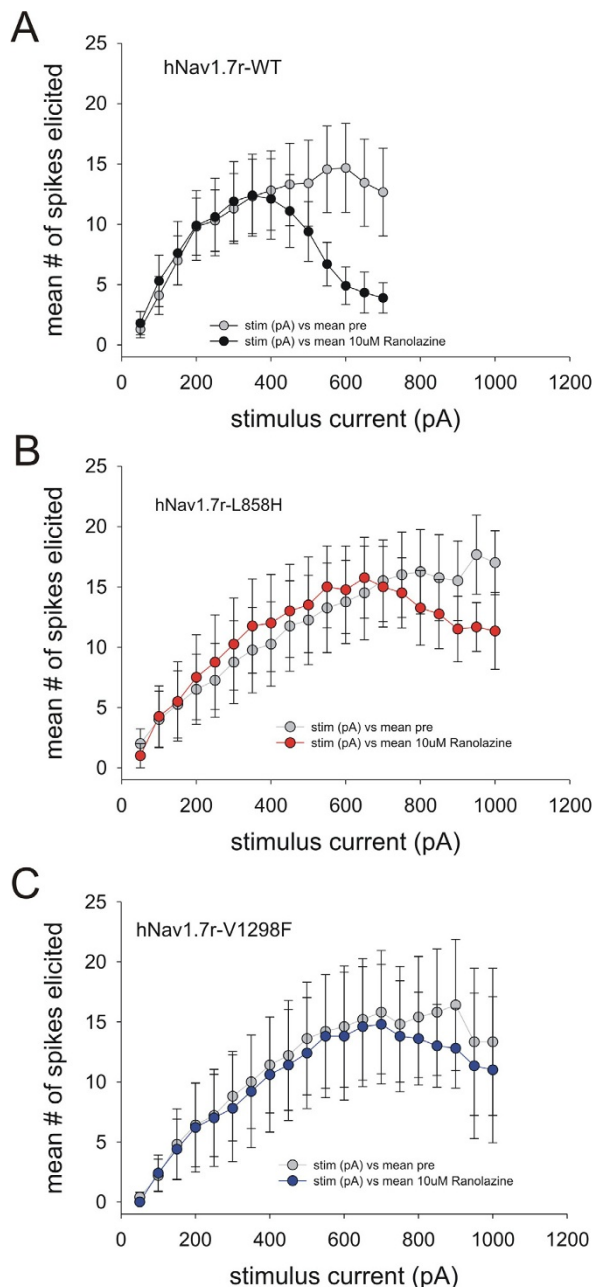 A
hNav1.7r-WT
mean # of spikes elicited
25
20
15
10
5
0
stim (pA) vs mean pre
stim (pA) vs mean 10uM Ranolazine
0 200 400 600 800 1000 1200
stimulus current (pA)
B
hNav1.7r-L858H
mean # of spikes elicited
25
20
15
10
5
0
stim (pA) vs mean pre
stim (pA) vs mean 10uM Ranolazine
0 200 400 600 800 1000 1200
stimulus current (pA)
C
hNav1.7r-V1298F
mean # of spikes elicited
25
20
15
10
5
0
stim (pA) vs mean pre
stim (pA) vs mean 10uM Ranolazine
0 200 400 600 800 1000 1200
stimulus current (pA)